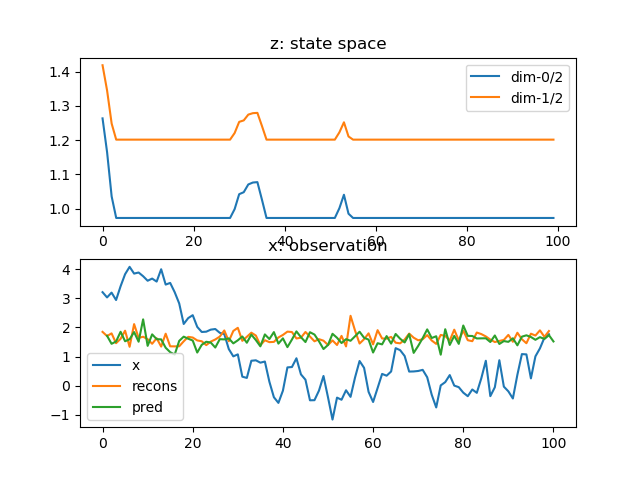 z: state space
1.4
1.3
1.2
1.1
1.0
dim-0/2
dim-1/2
0 20 40 60 80 100
x: observation
4
3
2
1
0
−1
x
recons
pred
0 20 40 60 80 100